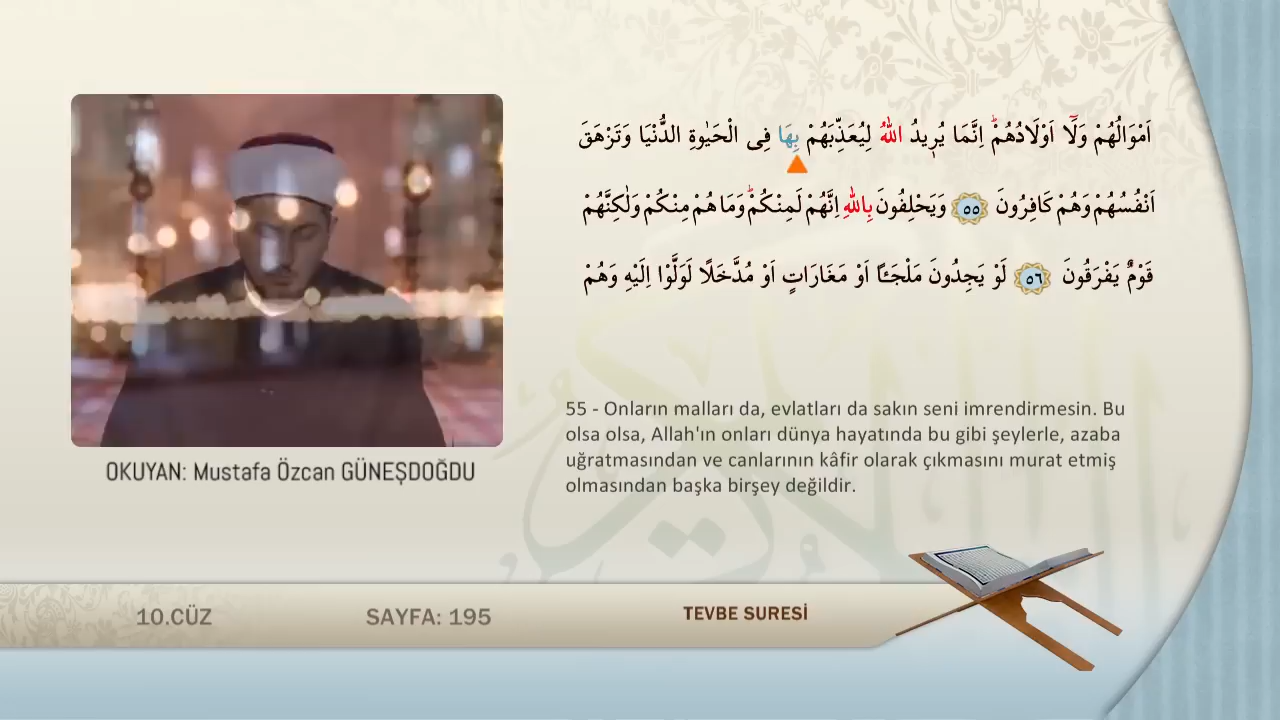 اَمْوَالُهُمْ وَلَٓا اَوْلَادُهُمْۜ اِنَّمَا يُر۪يدُ اللّٰهُ لِيُعَذِّبَهُمْ بِهَا فِى الْحَيٰوةِ الدُّنْيَا وَتَزْهَقَ
اَنْفُسُهُمْ وَهُمْ كَافِرُونَ ٥٥ وَيَحْلِفُونَ بِاللّٰهِ اِنَّهُمْ لَمِنْكُمْۜ وَمَا هُمْ مِنْكُمْ وَلٰكِنَّهُمْ
قَوْمٌ يَفْرَقُونَ ٥٦ لَوْ يَجِدُونَ مَلْجَـًٔا اَوْ مَغَارَاتٍ اَوْ مُدَّخَلًا لَوَلَّوْا اِلَيْهِ وَهُمْ
55 - Onların malları da, evlatları da sakın seni imrendirmesin. Bu
olsa olsa, Allah'ın onları dünya hayatında bu gibi şeylerle, azaba
uğratmasından ve canlarının kâfir olarak çıkmasını murat etmiş
olmasından başka birşey değildir.
OKUYAN: Mustafa Özcan GÜNEŞDOĞDU
10.CÜZ
SAYFA: 195
TEVBE SURESİ